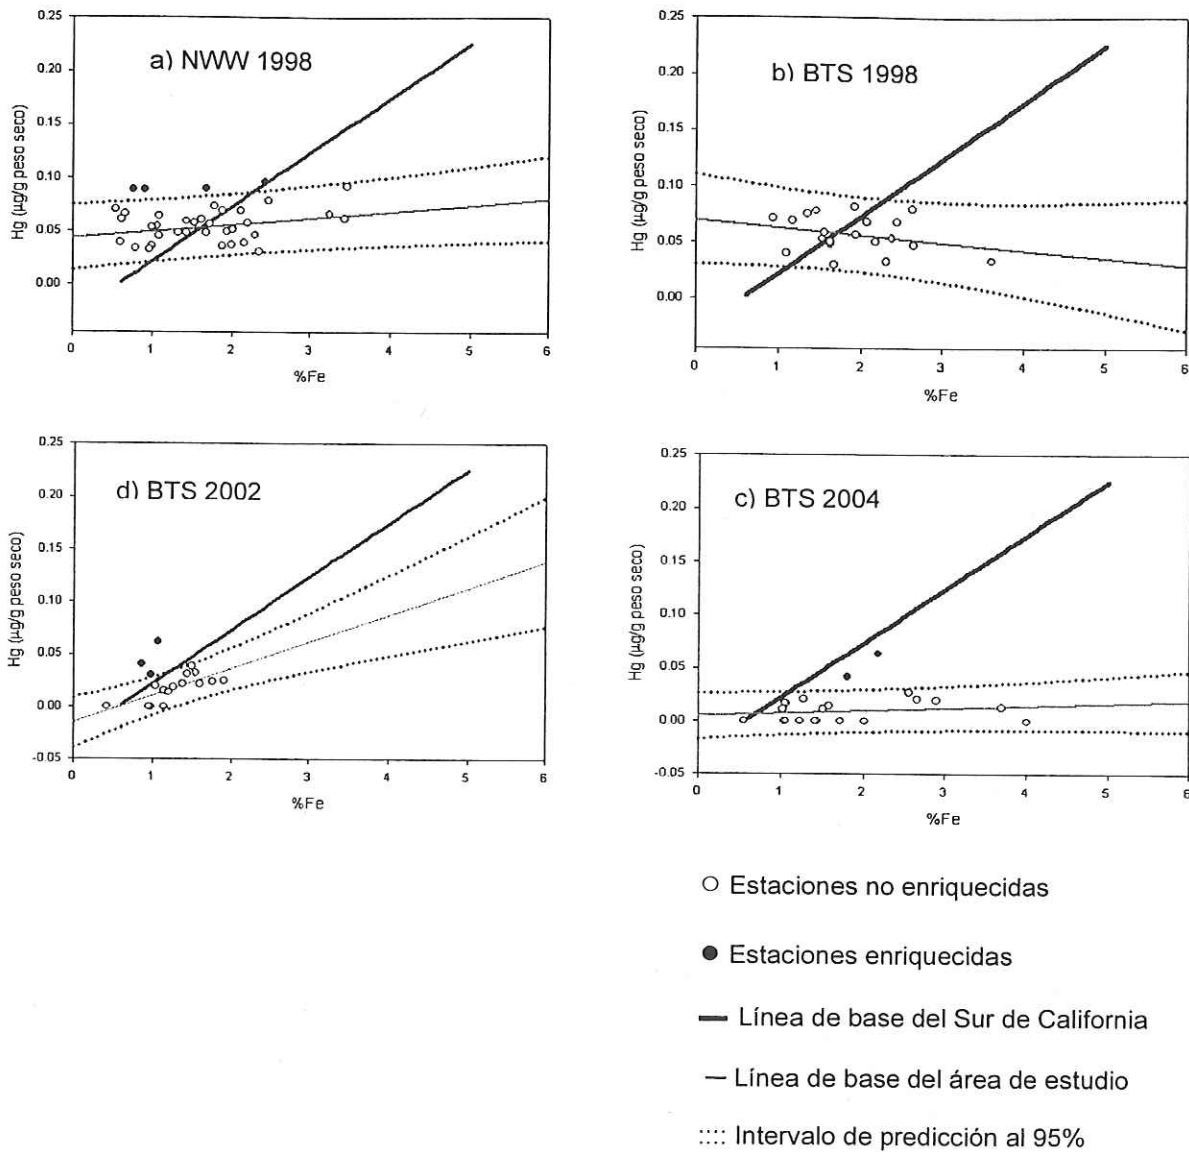 a) NWW 1998
Hg (µg/g peso seco)
0.25
0.20
0.15
0.10
0.05
0.00
0 1 2 3 4 5 6
%Fe
b) BTS 1998
Hg (µg/g peso seco)
0.25
0.20
0.15
0.10
0.05
0.00
0 1 2 3 4 5 6
%Fe
d) BTS 2002
Hg (µg/g peso seco)
0.25
0.20
0.15
0.10
0.05
0.00
-0.05
0 1 2 3 4 5 6
%Fe
c) BTS 2004
Hg (µg/g peso seco)
0.25
0.20
0.15
0.10
0.05
0.00
-0.05
0 1 2 3 4 5 6
%Fe
Estaciones no enriquecidas
Estaciones enriquecidas
Línea de base del Sur de California
Línea de base del área de estudio
Intervalo de predicción al 95%